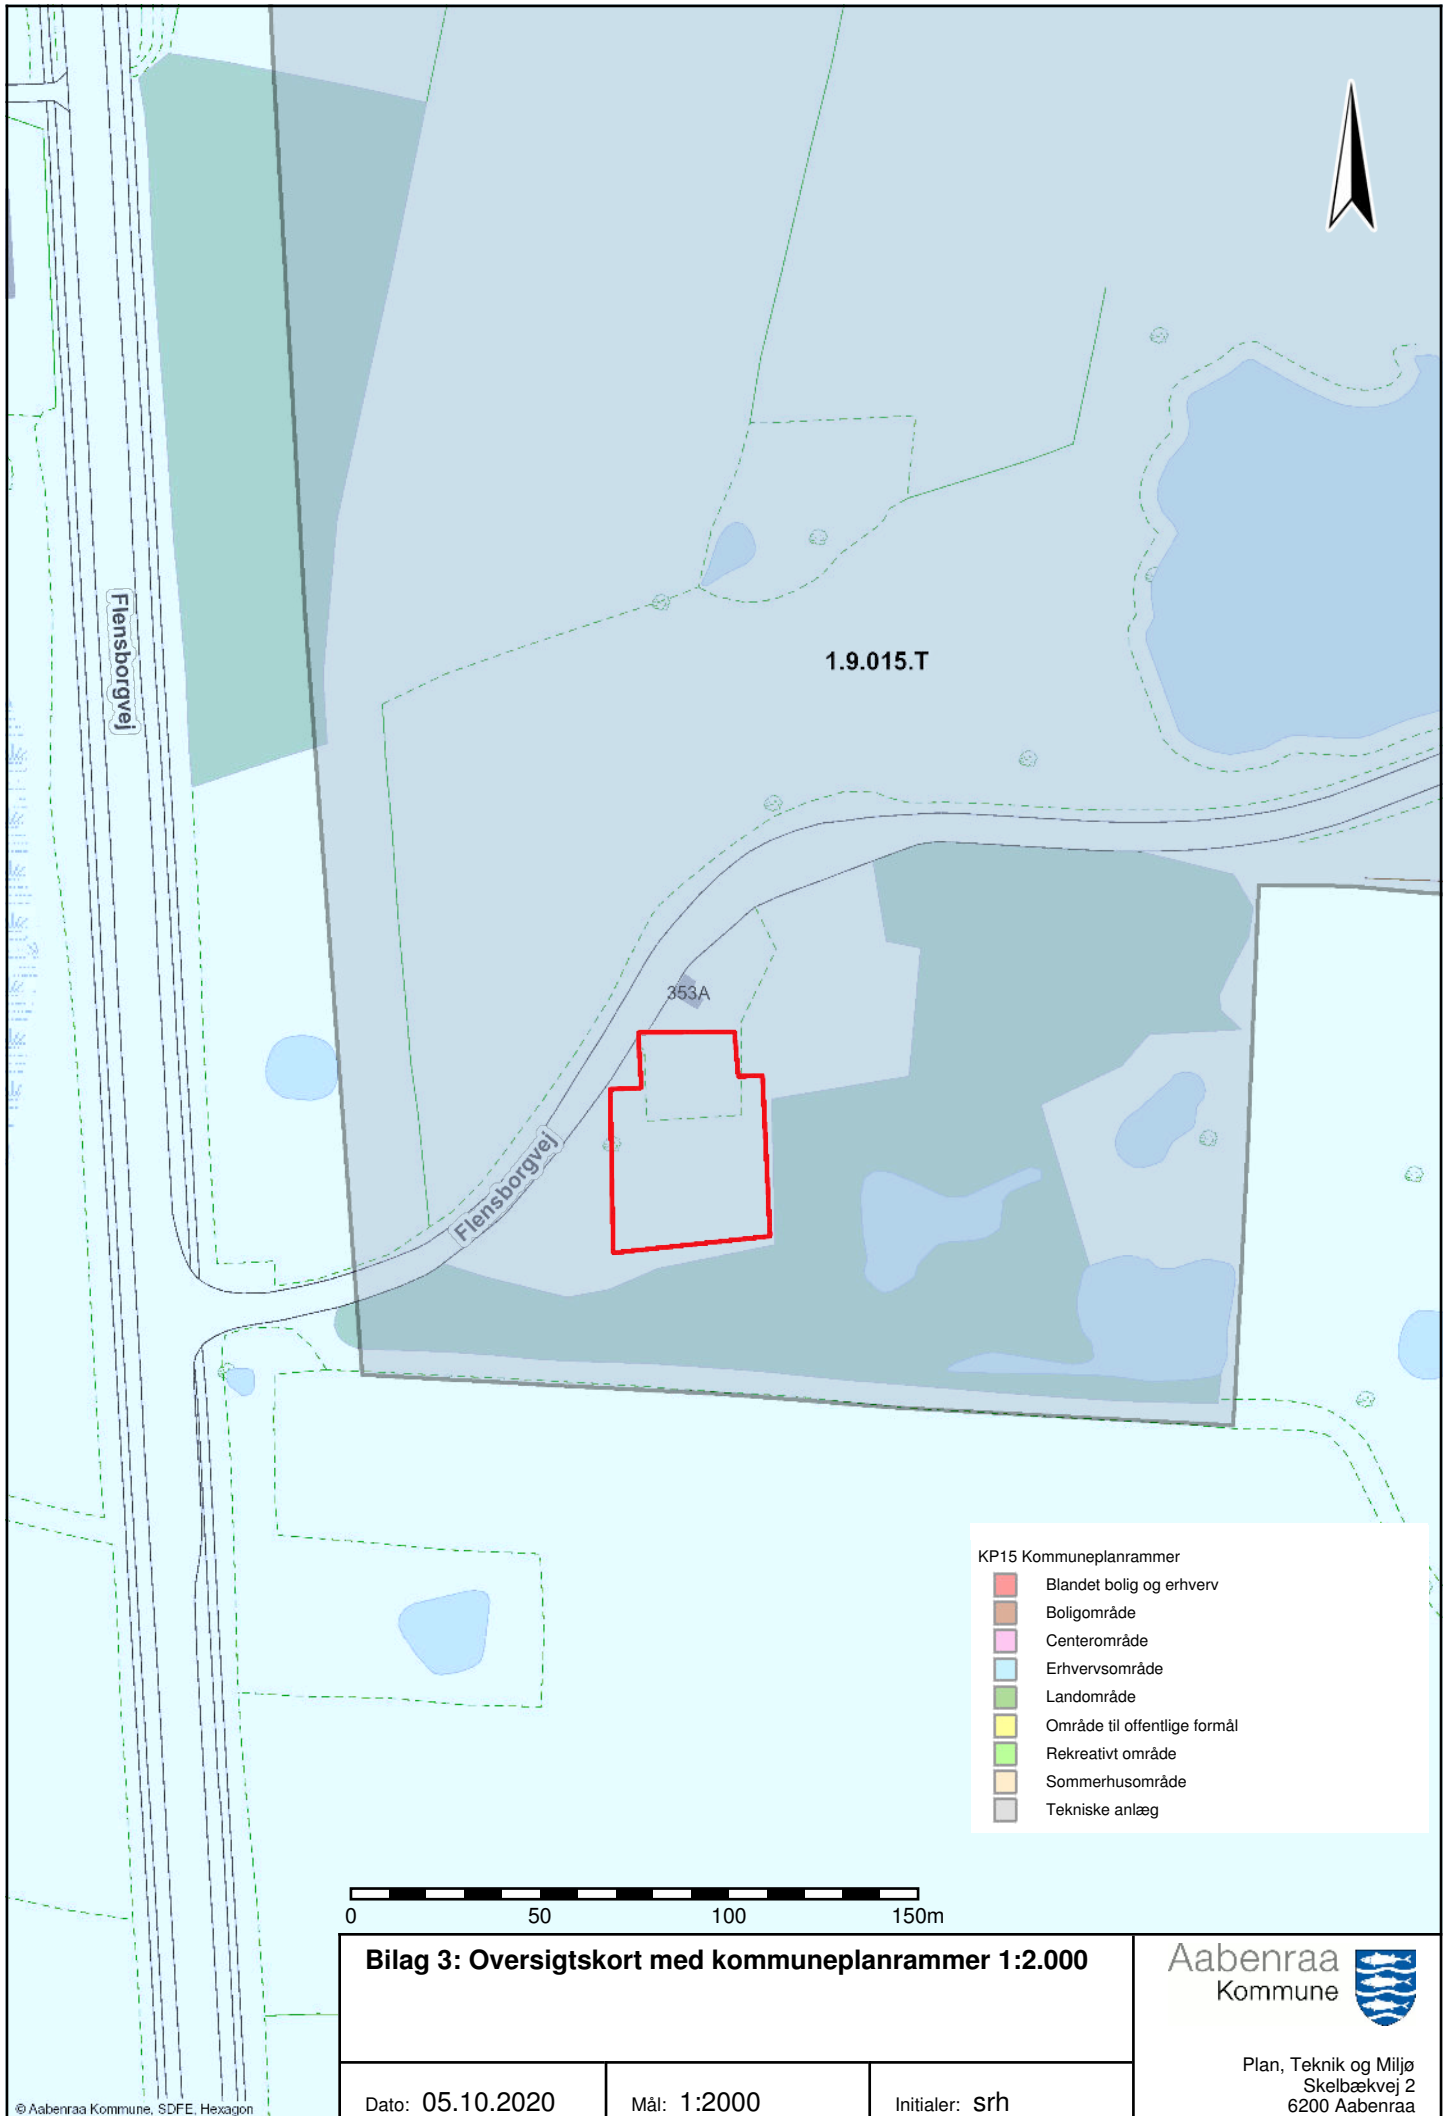 Flensborgvej
1.9.015.T
353A
Flensborgvej
KP15 Kommuneplanrammer
Blandet bolig og erhverv
Boligområde
Centerområde
Erhvervsområde
Landområde
Område til offentlige formål
Rekreativt område
Sommerhusområde
Tekniske anlæg
0 50 100 150m
Bilag 3: Oversigtskort med kommuneplanrammer 1:2.000
Aabenraa
Kommune
Plan, Teknik og Miljø
Skelbækvej 2
6200 Aabenraa
Dato: 05.10.2020 Mål: 1:2000 Initialer: srh
© Aabenraa Kommune, SDFE, Hexagon